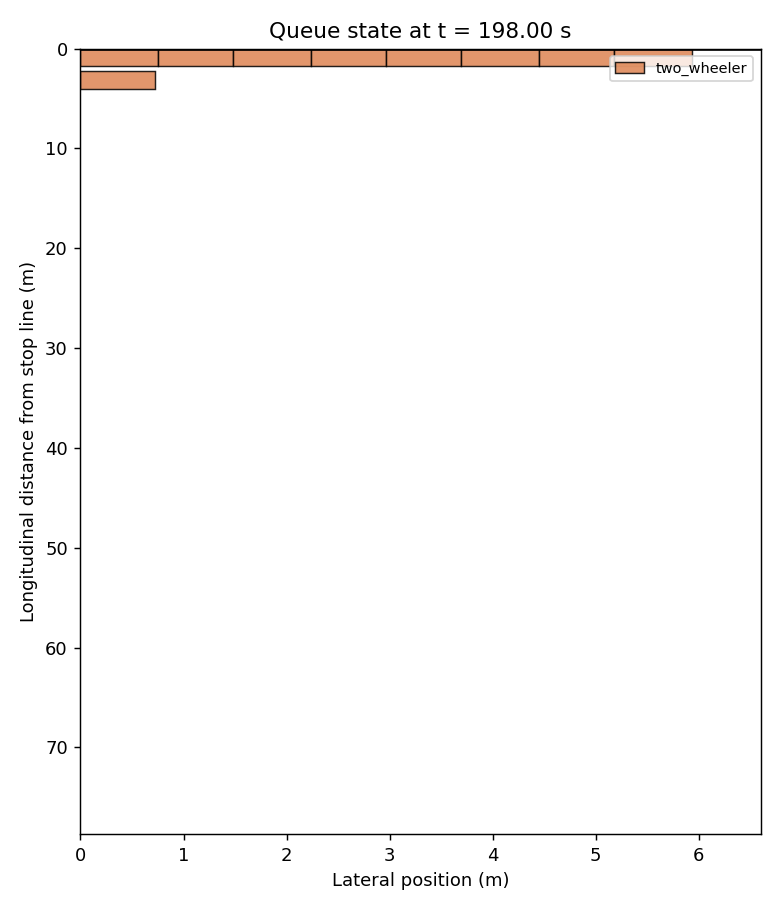 Queue state at t = 198.00 s
two_wheeler
Longitudinal distance from stop line (m)
0
10
20
30
40
50
60
70
0 1 2 3 4 5 6
Lateral position (m)